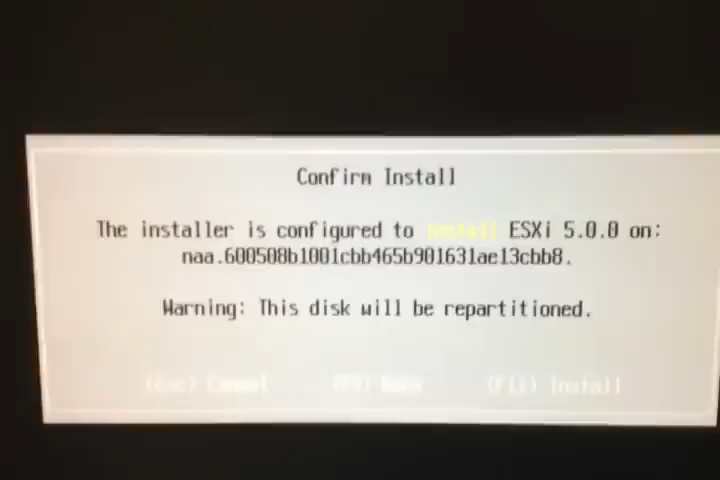 Confirm Install
The installer is configured to install ESXi 5.0.0 on:
naa.600508b1001cbb465b901631ae13cbb8.
Warning: This disk will be repartitioned.
(Esc) Cancel (F9) Back (F11) Install